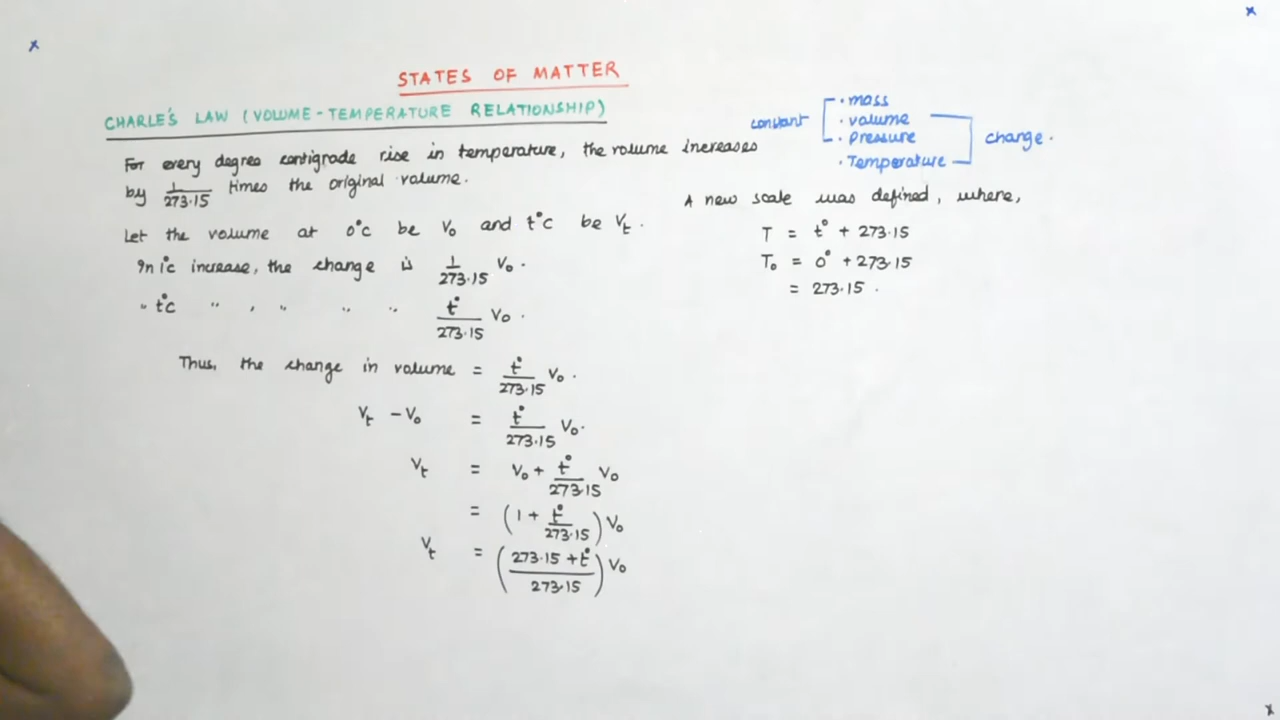 STATES OF MATTER
CHARLE'S LAW (VOLUME-TEMPERATURE RELATIONSHIP)
For every degree centigrade rise in temperature, the volume increases
by 1/273.15 times the original volume.
Let the volume at 0°c be V₀ and t°c be Vₜ.
In 1°c increase, the change is 1/273.15 V₀.
" t°c " , " " " t°/273.15 V₀.
Thus, the change in volume = t°/273.15 V₀.
Vₜ - V₀ = t°/273.15 V₀.
Vₜ = V₀ + t°/273.15 V₀
= (1 + t°/273.15) V₀
Vₜ = (273.15 + t°/273.15) V₀
constant
· mass
· volume
· Pressure
· Temperature
change.
A new scale was defined, where,
T = t° + 273.15
T₀ = 0° + 273.15
= 273.15.